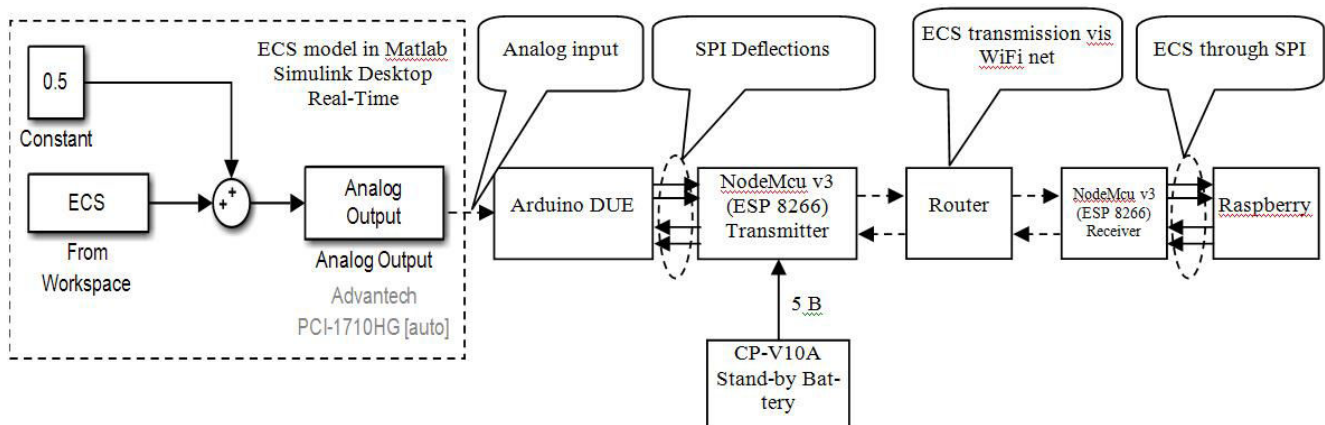 ECS model in Matlab
Simulink Desktop
Real-Time
0.5
Constant
ECS
From
Workspace
+
+
Analog
Output
Analog Output
Advantech
PCI-1710HG [auto]
Analog input
SPI Deflections
ECS transmission vis
WiFi net
ECS through SPI
Arduino DUE
NodeMcu v3
(ESP 8266)
Transmitter
Router
NodeMcu v3
(ESP 8266)
Receiver
Raspberry
5 B
CP-V10A
Stand-by Bat-
tery